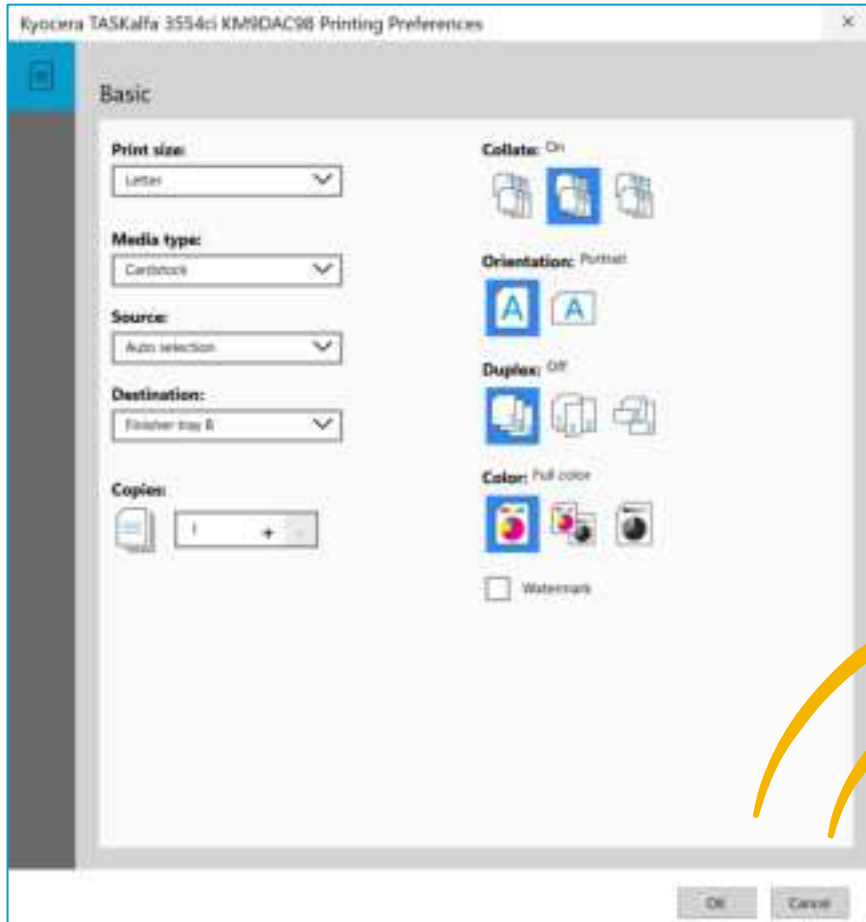 Kyocera TASKalfa 3554ci KM9DAC98 Printing Preferences
Basic
Print size:
Letter
Media type:
Cardstock
Source:
Auto selection
Destination:
Finisher tray B
Copies:
1
Collate: On
Orientation: Portrait
A A
Duplex: Off
Color: Full color
Watermark
OK Cancel